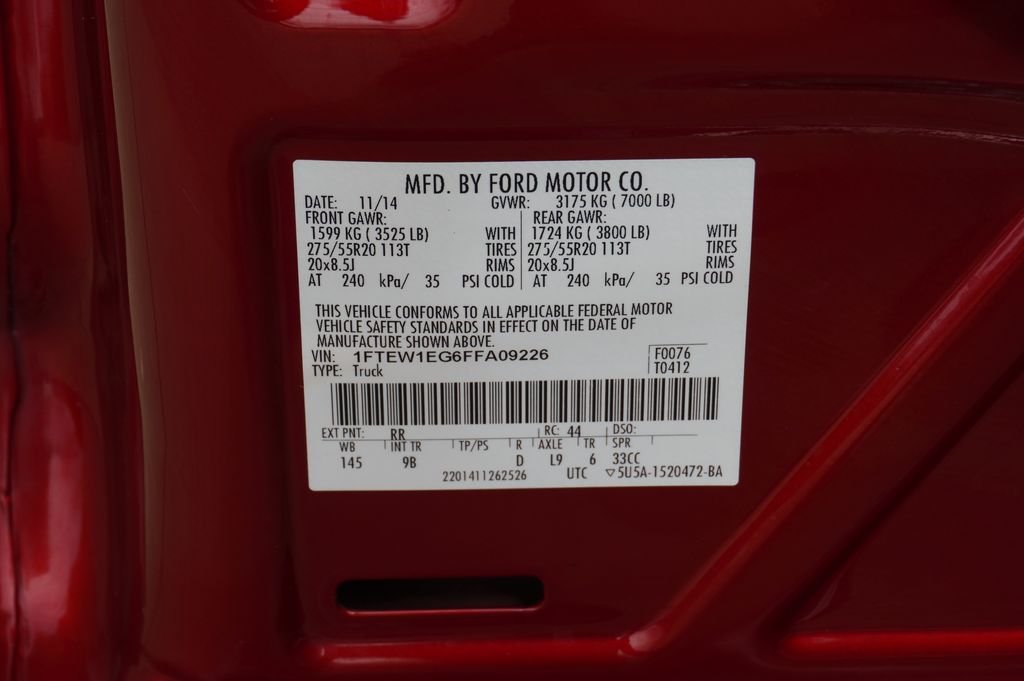 MFD. BY FORD MOTOR CO.
DATE: 11/14 GVWR: 3175 KG ( 7000 LB)
FRONT GAWR: REAR GAWR:
1599 KG ( 3525 LB) WITH 1724 KG ( 3800 LB) WITH
275/55R20 113T TIRES 275/55R20 113T TIRES
20x8.5J RIMS 20x8.5J RIMS
AT 240 kPa/ 35 PSI COLD AT 240 kPa/ 35 PSI COLD
THIS VEHICLE CONFORMS TO ALL APPLICABLE FEDERAL MOTOR
VEHICLE SAFETY STANDARDS IN EFFECT ON THE DATE OF
MANUFACTURE SHOWN ABOVE.
VIN: 1FTEW1EG6FFA09226 F0076
TYPE: Truck T0412
EXT PNT: RR RC: 44 DSO:
WB INT TR TP/PS R AXLE TR SPR
145 9B D L9 6 33CC
2201411262526 UTC ▽5U5A-1520472-BA